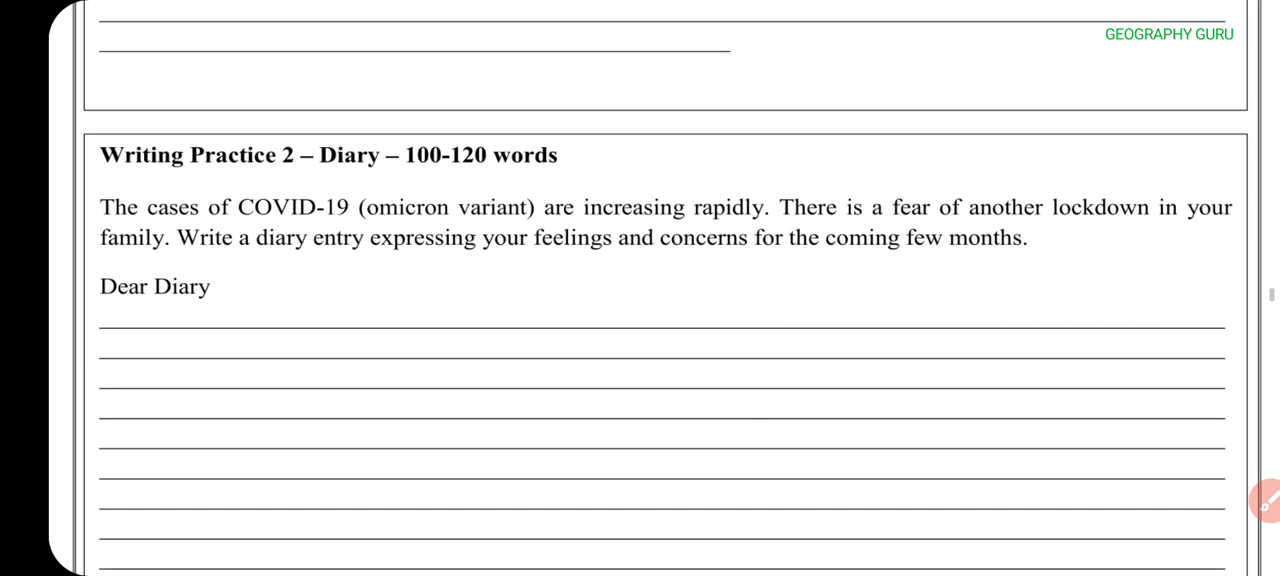 GEOGRAPHY GURU
Writing Practice 2 – Diary – 100-120 words
The cases of COVID-19 (omicron variant) are increasing rapidly. There is a fear of another lockdown in your
family. Write a diary entry expressing your feelings and concerns for the coming few months.
Dear Diary